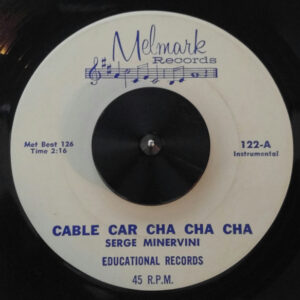 Melmark
Records
Met Beat 126
Time 2:16
122-A
Instrumental
CABLE CAR CHA CHA CHA
SERGE MINERVINI
EDUCATIONAL RECORDS
45 R.P.M.